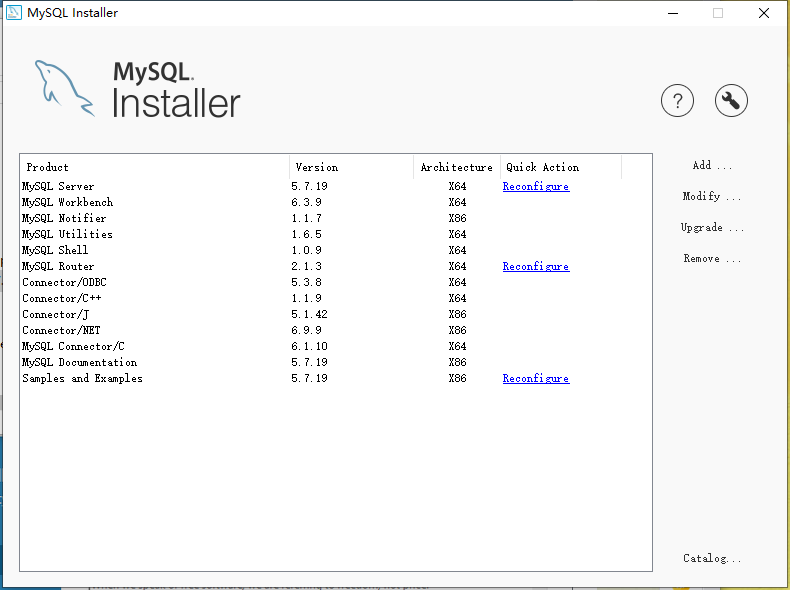 MySQL Installer
MySQL.
Installer
?
Product Version Architecture Quick Action
MySQL Server 5.7.19 X64 Reconfigure
MySQL Workbench 6.3.9 X64
MySQL Notifier 1.1.7 X86
MySQL Utilities 1.6.5 X64
MySQL Shell 1.0.9 X64
MySQL Router 2.1.3 X64 Reconfigure
Connector/ODBC 5.3.8 X64
Connector/C++ 1.1.9 X64
Connector/J 5.1.42 X86
Connector/NET 6.9.9 X86
MySQL Connector/C 6.1.10 X64
MySQL Documentation 5.7.19 X86
Samples and Examples 5.7.19 X86 Reconfigure
Add ...
Modify ...
Upgrade ...
Remove ...
Catalog...